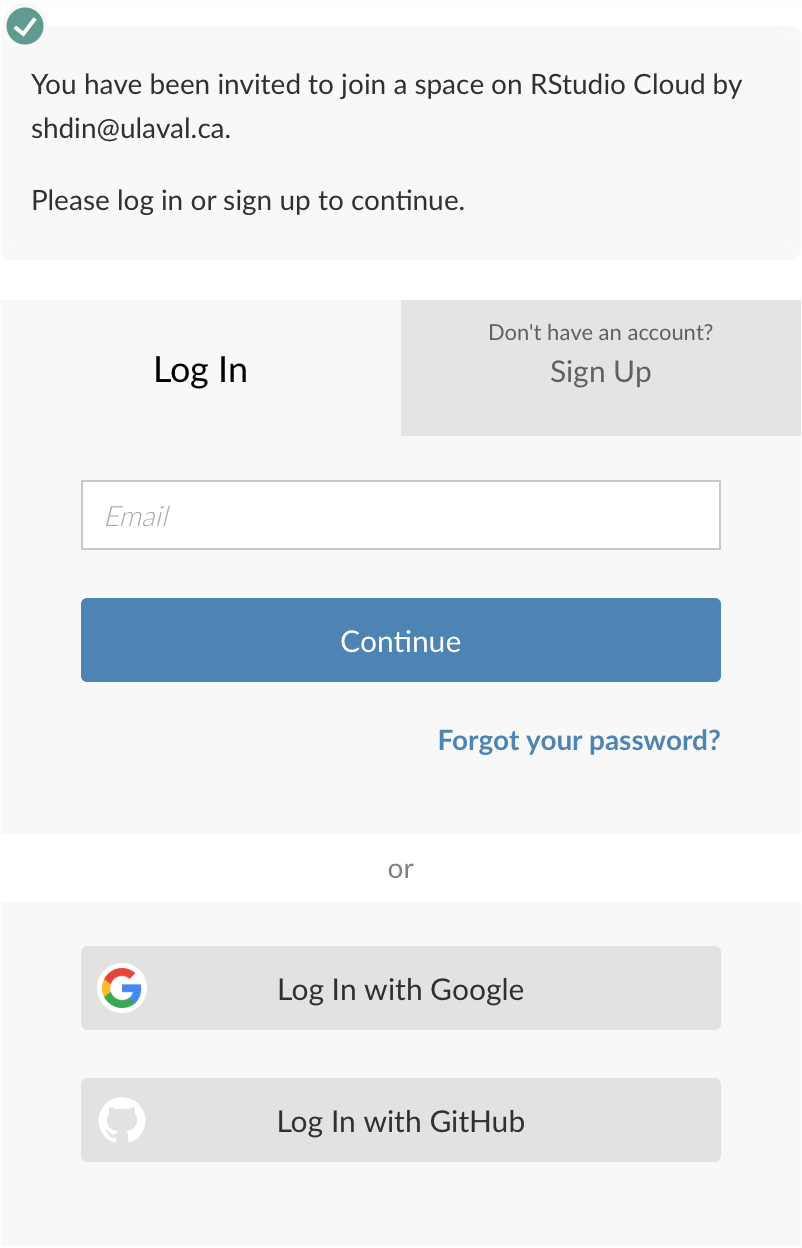 You have been invited to join a space on RStudio Cloud by
shdin@ulaval.ca.
Please log in or sign up to continue.
Log In
Don't have an account?
Sign Up
Email
Continue
Forgot your password?
or
Log In with Google
Log In with GitHub